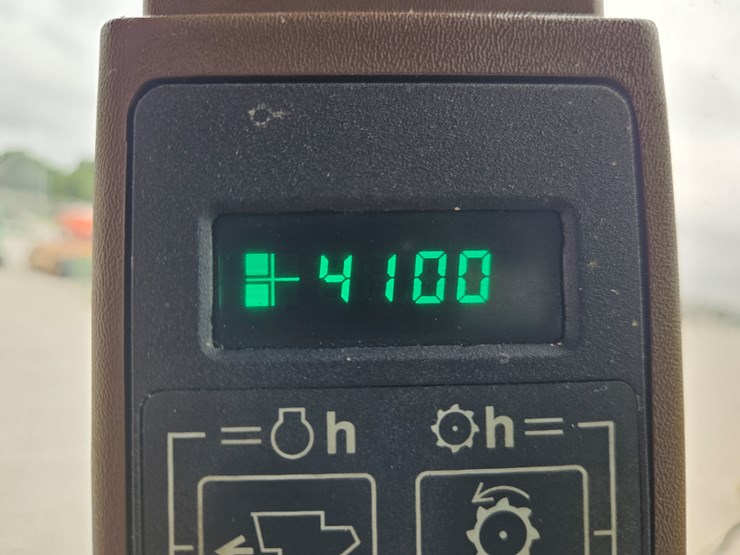 4100
=h h=